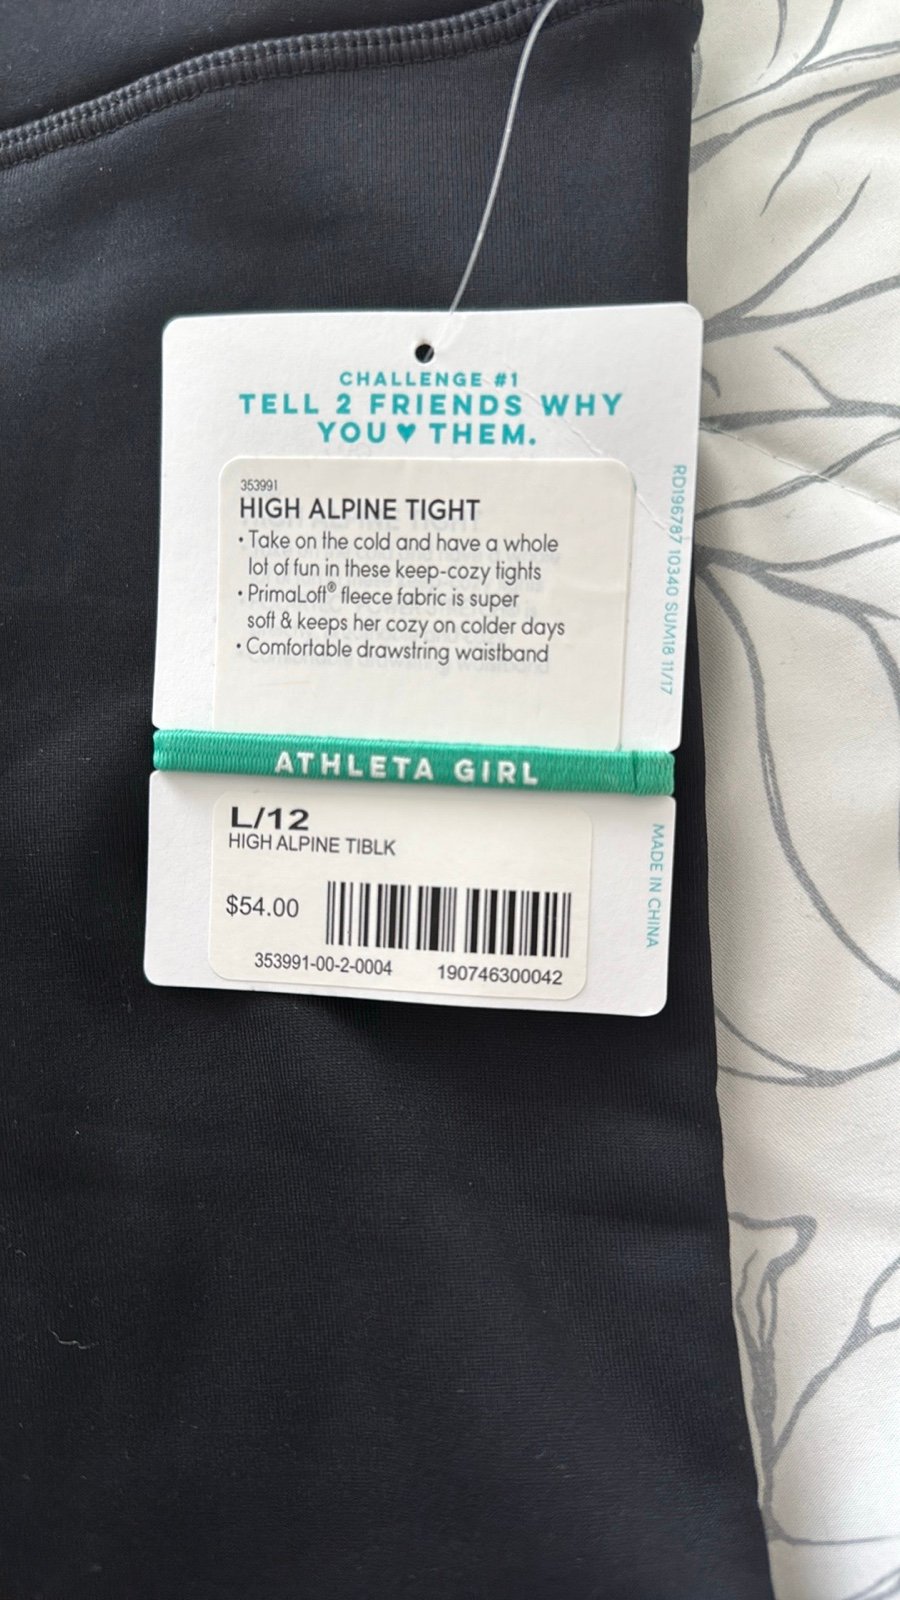 CHALLENGE #1
TELL 2 FRIENDS WHY
YOU ♥ THEM.
353991
HIGH ALPINE TIGHT
• Take on the cold and have a whole
lot of fun in these keep-cozy tights
• PrimaLoft® fleece fabric is super
soft & keeps her cozy on colder days
• Comfortable drawstring waistband
RD196787 10340 SUM18 11/17
ATHLETA GIRL
L/12
HIGH ALPINE TIBLK
$54.00
353991-00-2-0004 190746300042
MADE IN CHINA